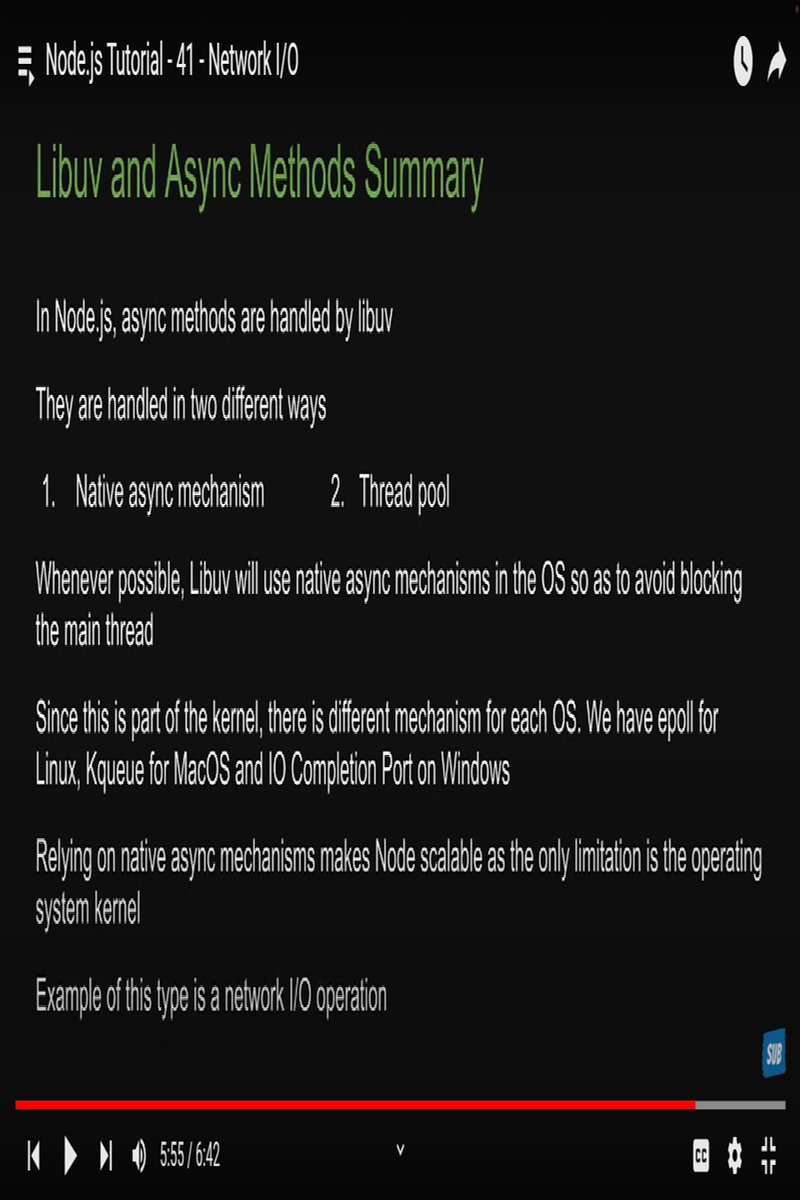 Node.js Tutorial - 41 - Network I/O
Libuv and Async Methods Summary
In Node.js, async methods are handled by libuv
They are handled in two different ways
1. Native async mechanism 2. Thread pool
Whenever possible, Libuv will use native async mechanisms in the OS so as to avoid blocking
the main thread
Since this is part of the kernel, there is different mechanism for each OS. We have epoll for
Linux, Kqueue for MacOS and IO Completion Port on Windows
Relying on native async mechanisms makes Node scalable as the only limitation is the operating
system kernel
Example of this type is a network I/O operation
SUB
5:55 / 6:42
CC